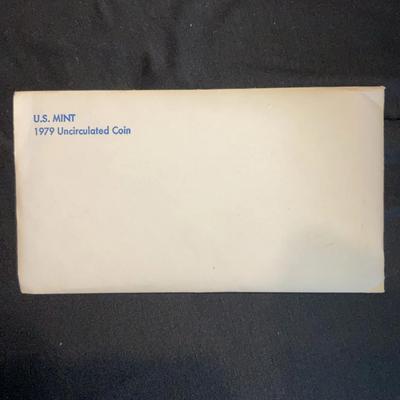 U.S. MINT
1979 Uncirculated Coin